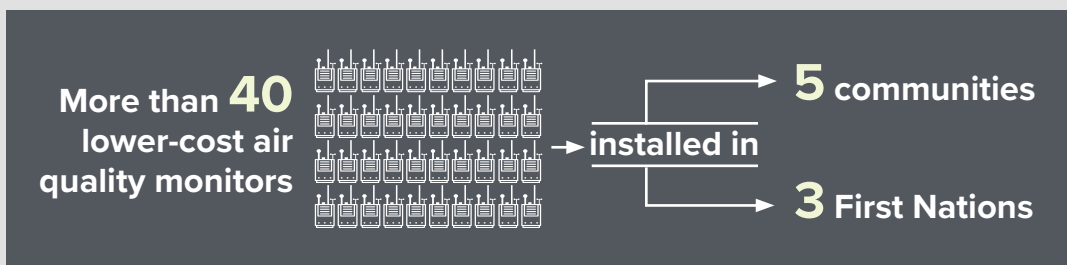 More than 40
lower-cost air
quality monitors
installed in
5 communities
3 First Nations